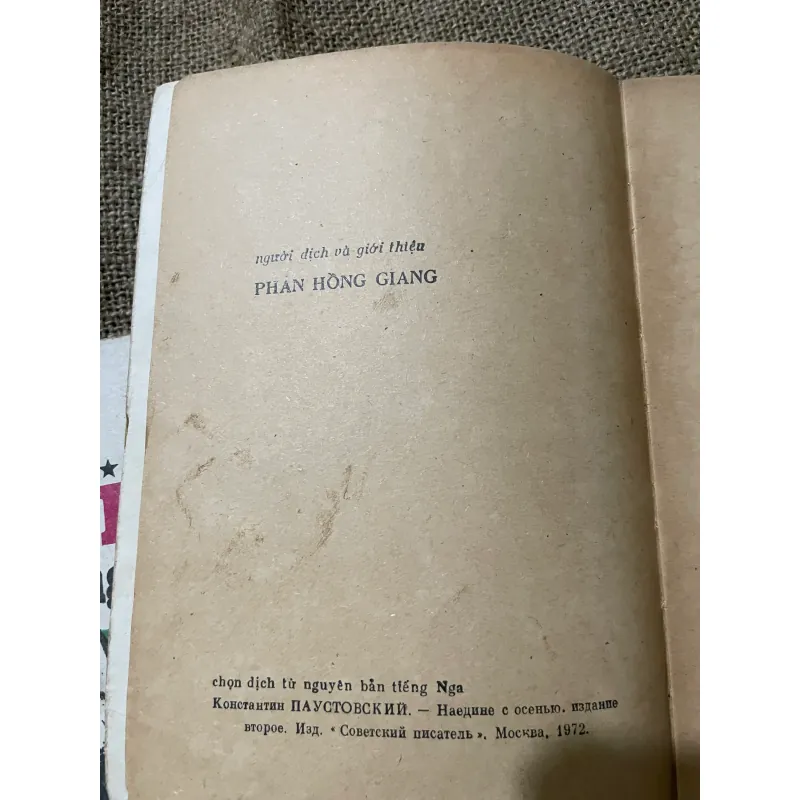 người dịch và giới thiệu
PHAN HỒNG GIANG
chọn dịch từ nguyên bản tiếng Nga
Константин ПАУСТОВСКИЙ. — Наедине с осенью. издание
второе. Изд. « Советский писатель ». Москва, 1972.